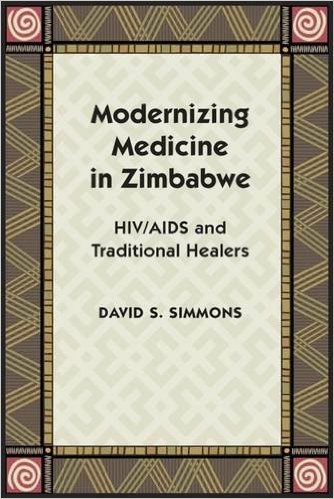 Modernizing
Medicine
in Zimbabwe
HIV/AIDS and
Traditional Healers
DAVID S. SIMMONS